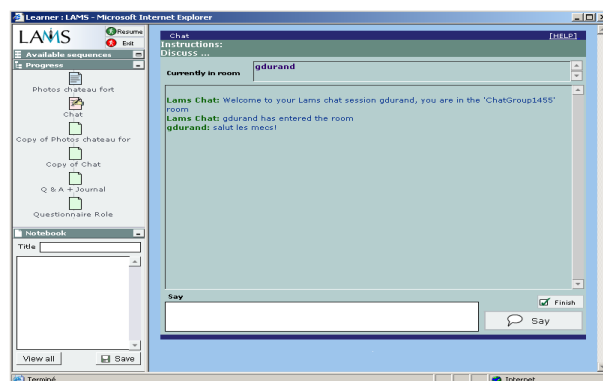 Learner : LAMS - Microsoft Internet Explorer
LAMS
Resume
Exit
Available sequences
Progress
Photos chateau fort
Chat
Copy of Photos chateau for
Copy of Chat
Q & A + Journal
Questionnaire Role
Notebook
Title
View all
Save
Chat
[HELP]
Instructions:
Discuss ...
Currently in room
gdurand
Lams Chat: Welcome to your Lams chat session gdurand, you are in the 'ChatGroup1455'
room
Lams Chat: gdurand has entered the room
gdurand: salut les mecs!
Say
Finish
Say
Terminé
Internet